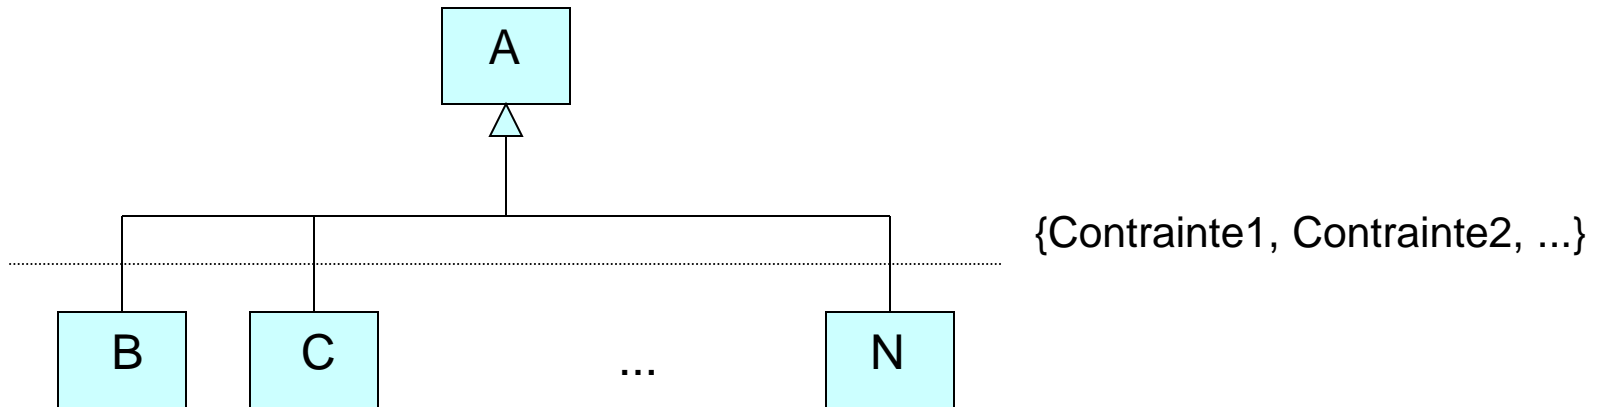 A
{Contrainte1, Contrainte2, ...}
B C ... N